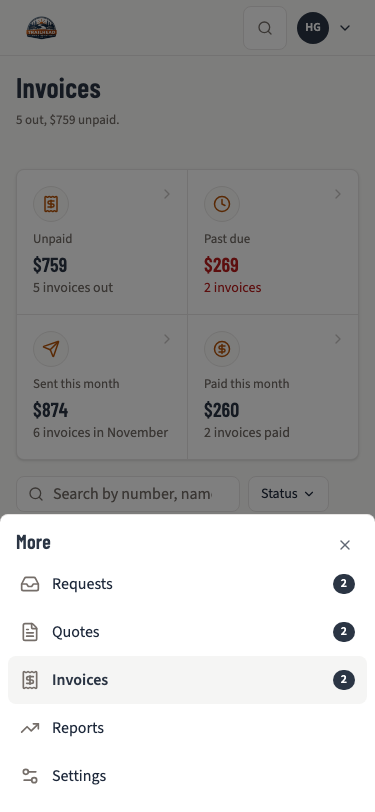 TRAILHEAD
HG
Invoices
5 out, $759 unpaid.
Unpaid
$759
5 invoices out
Past due
$269
2 invoices
Sent this month
$874
6 invoices in November
Paid this month
$260
2 invoices paid
Search by number, nam
Status
More
Requests 2
Quotes 2
Invoices 2
Reports
Settings